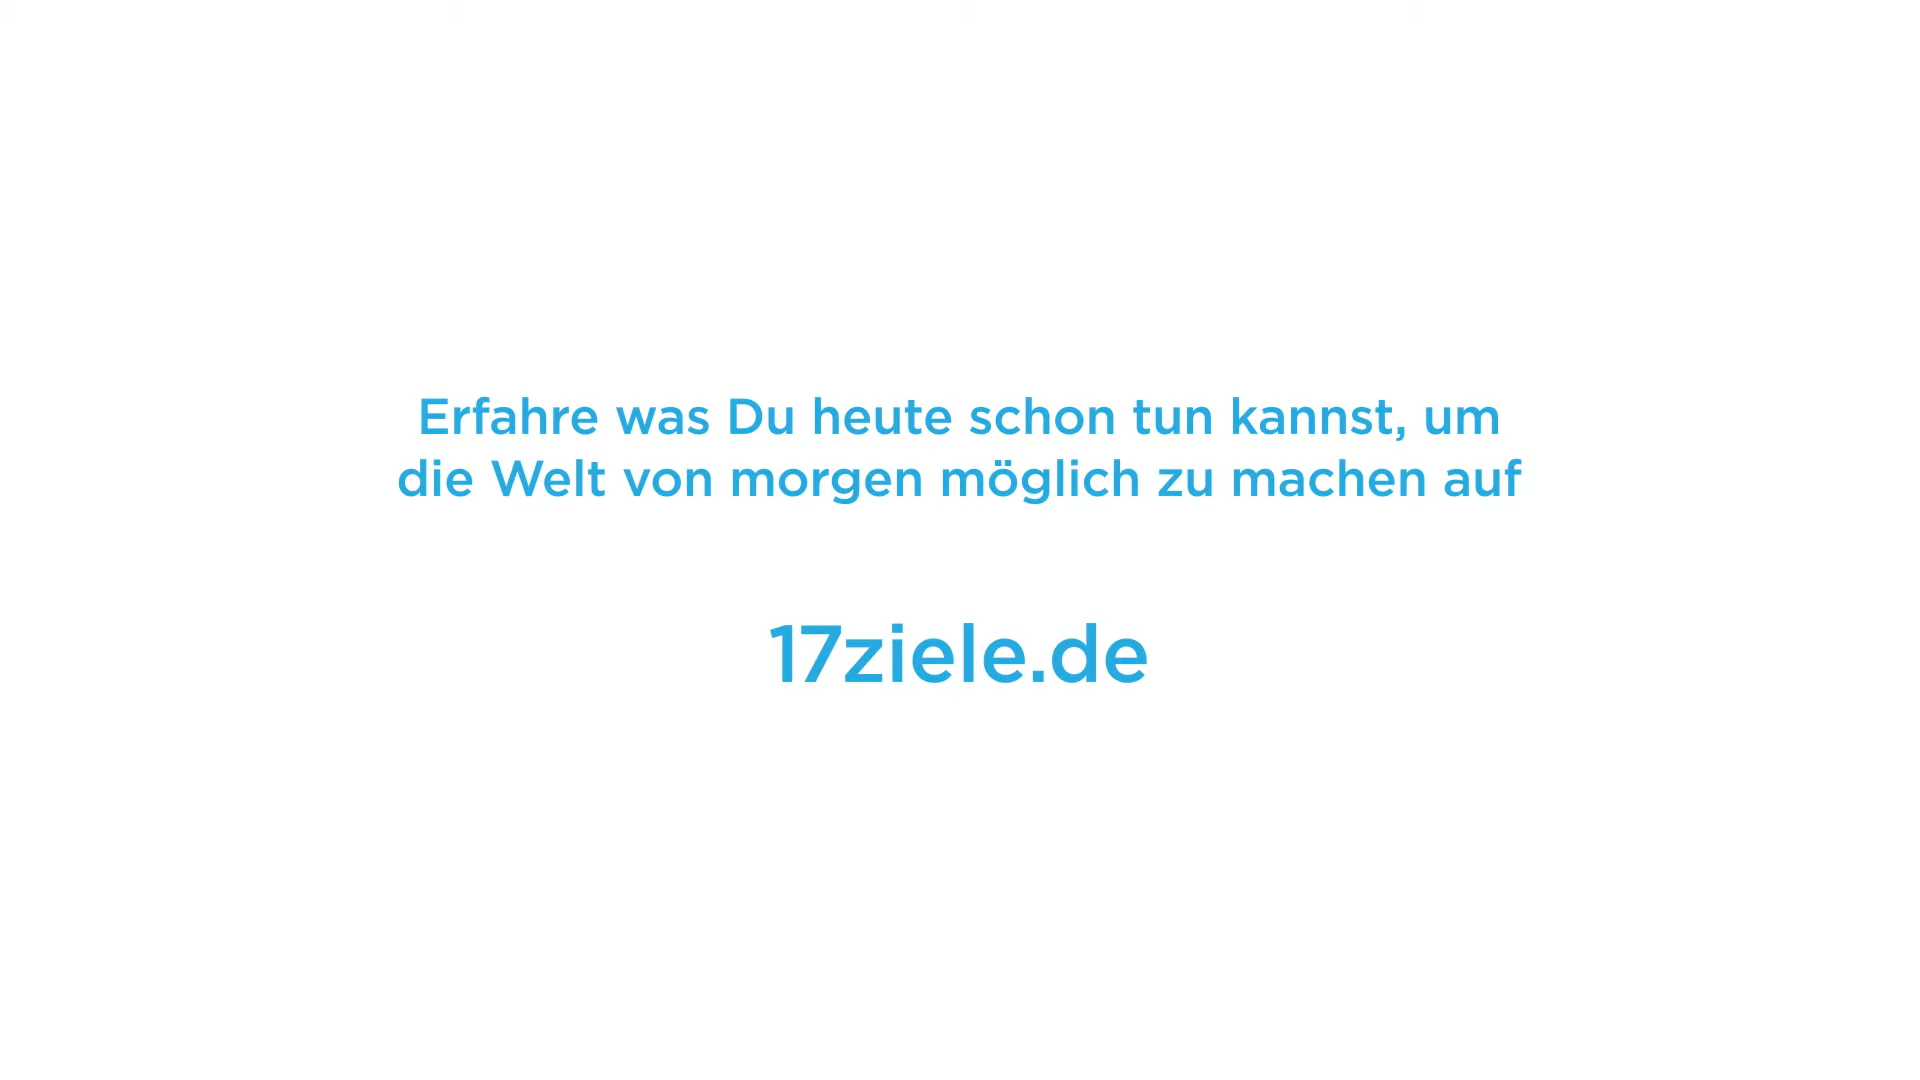 Erfahre was Du heute schon tun kannst, um
die Welt von morgen möglich zu machen auf
17ziele.de